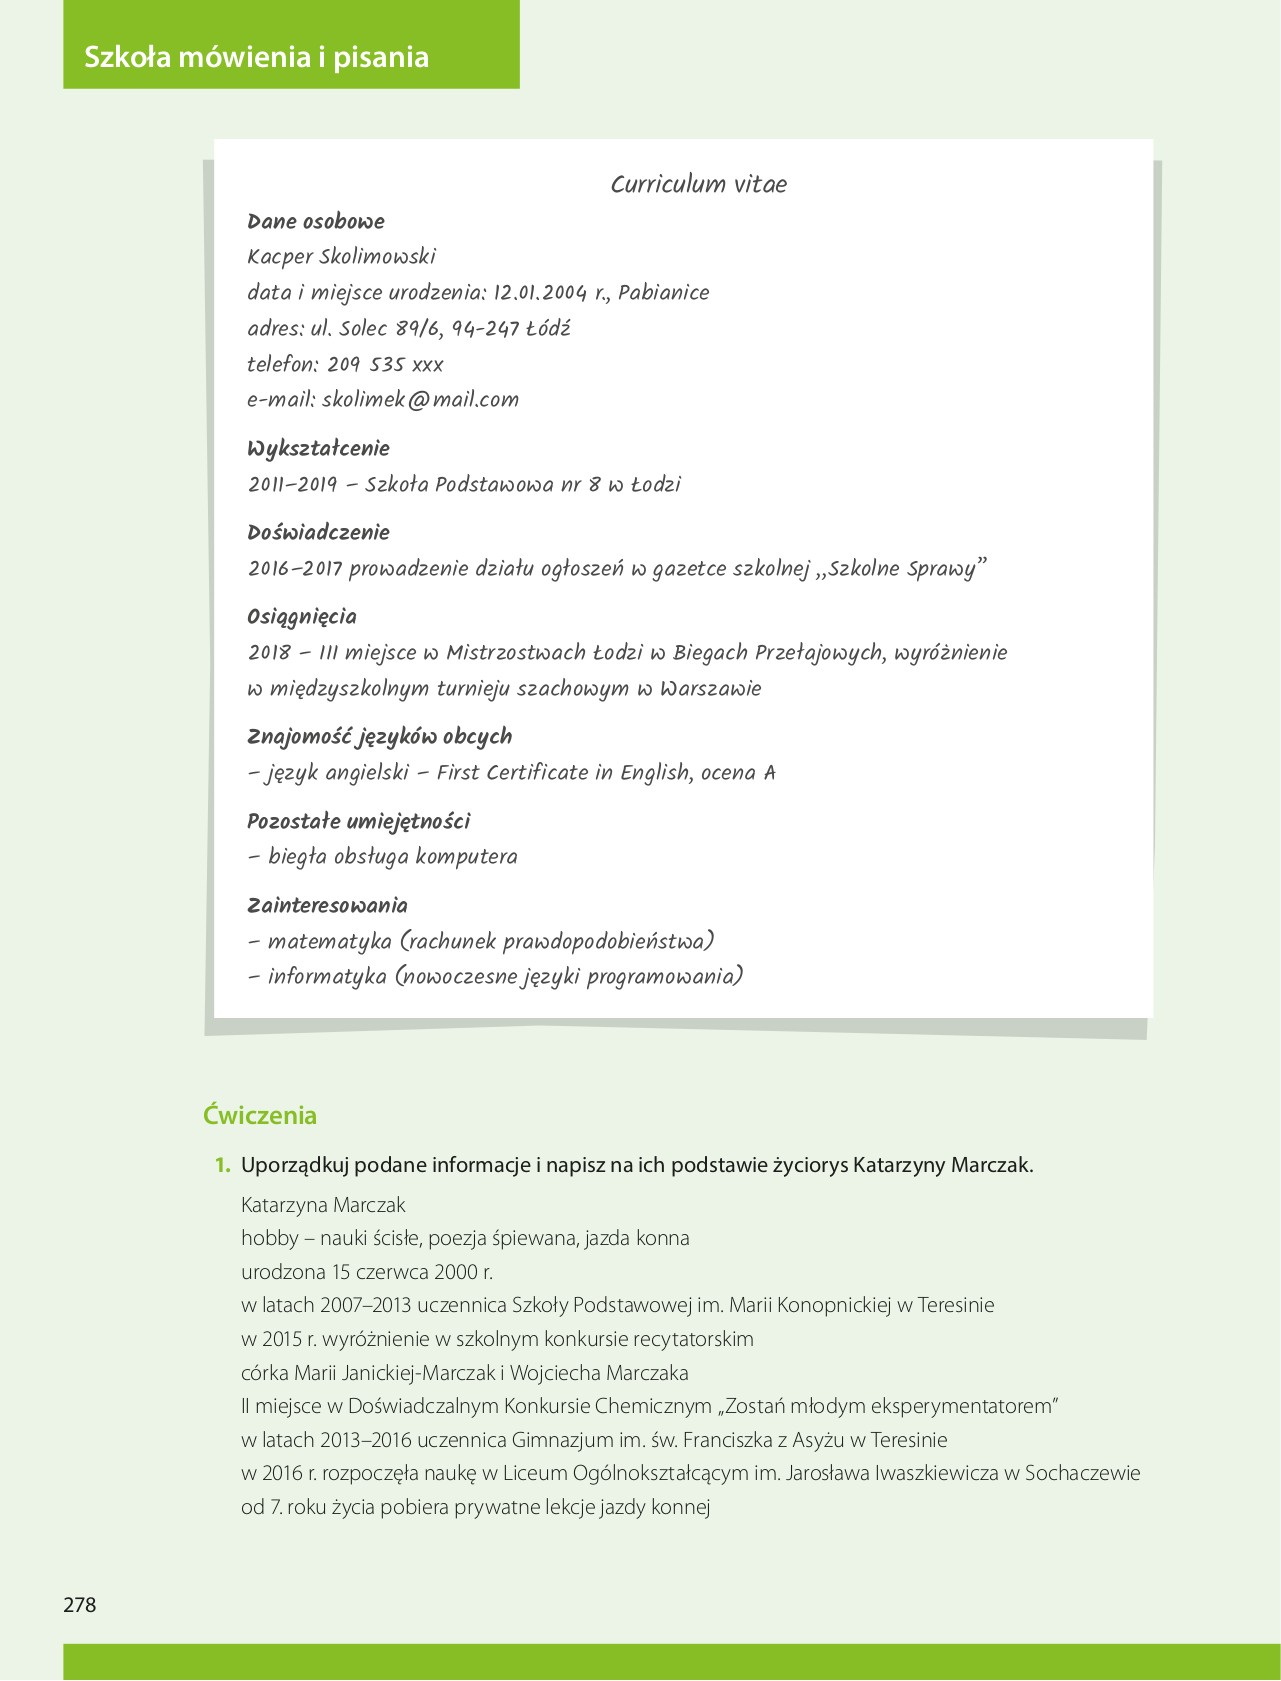 Szkoła mówienia i pisania
Curriculum vitae
Dane osobowe
Kacper Skolimowski
data i miejsce urodzenia: 12.01.2004 r., Pabianice
adres: ul. Solec 89/6, 94-247 Łódź
telefon: 209 535 xxx
e-mail: skolimek@mail.com
Wykształcenie
2011–2019 – Szkoła Podstawowa nr 8 w Łodzi
Doświadczenie
2016–2017 prowadzenie działu ogłoszeń w gazetce szkolnej „Szkolne Sprawy”
Osiągnięcia
2018 – III miejsce w Mistrzostwach Łodzi w Biegach Przełajowych, wyróżnienie
w międzyszkolnym turnieju szachowym w Warszawie
Znajomość języków obcych
– język angielski – First Certificate in English, ocena A
Pozostałe umiejętności
– biegła obsługa komputera
Zainteresowania
– matematyka (rachunek prawdopodobieństwa)
– informatyka (nowoczesne języki programowania)
Ćwiczenia
1. Uporządkuj podane informacje i napisz na ich podstawie życiorys Katarzyny Marczak.
Katarzyna Marczak
hobby – nauki ścisłe, poezja śpiewana, jazda konna
urodzona 15 czerwca 2000 r.
w latach 2007–2013 uczennica Szkoły Podstawowej im. Marii Konopnickiej w Teresinie
w 2015 r. wyróżnienie w szkolnym konkursie recytatorskim
córka Marii Janickiej-Marczak i Wojciecha Marczaka
II miejsce w Doświadczalnym Konkursie Chemicznym „Zostań młodym eksperymentatorem”
w latach 2013–2016 uczennica Gimnazjum im. św. Franciszka z Asyżu w Teresinie
w 2016 r. rozpoczęła naukę w Liceum Ogólnokształcącym im. Jarosława Iwaszkiewicza w Sochaczewie
od 7. roku życia pobiera prywatne lekcje jazdy konnej
278